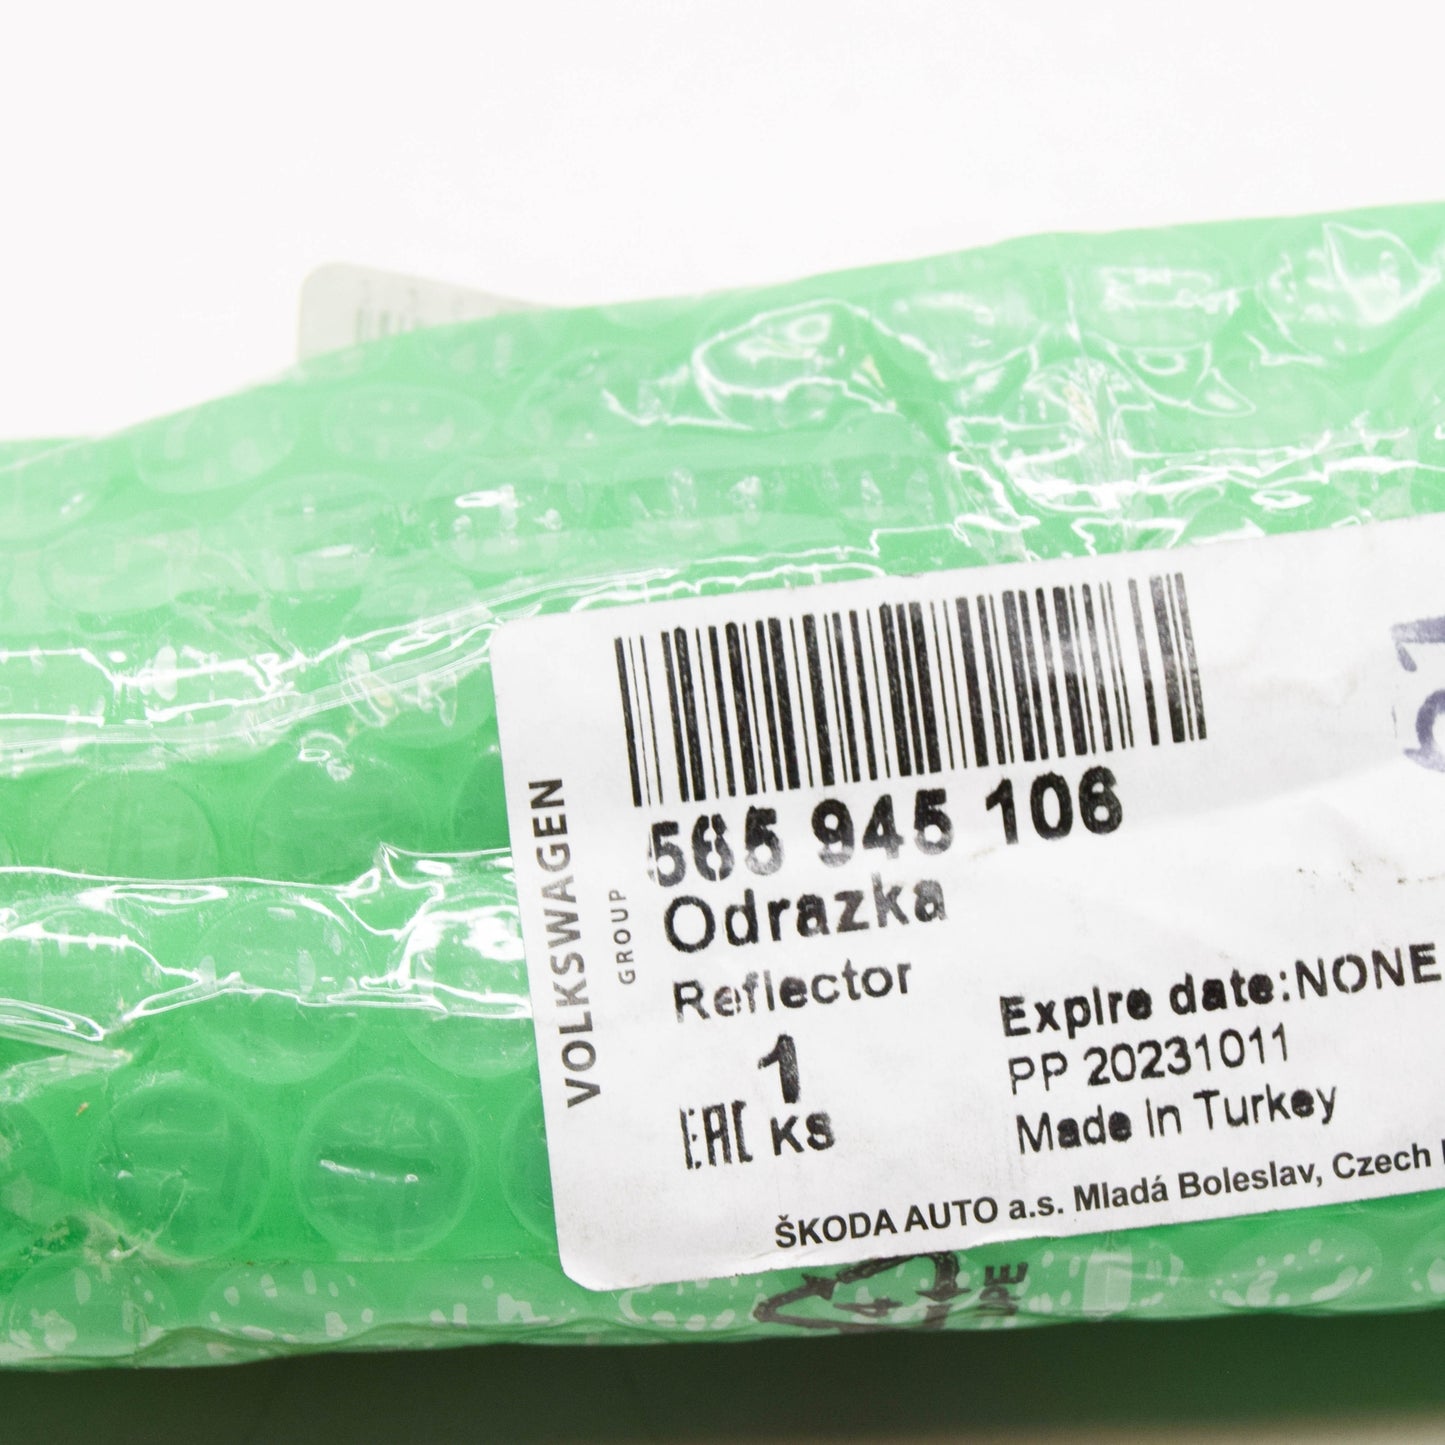 VOLKSWAGEN
GROUP
565 945 106
Odrazka
Reflector
1
EAC KS
Expire date:NONE
PP 20231011
Made in Turkey
ŠKODA AUTO a.s. Mladá Boleslav, Czech
4